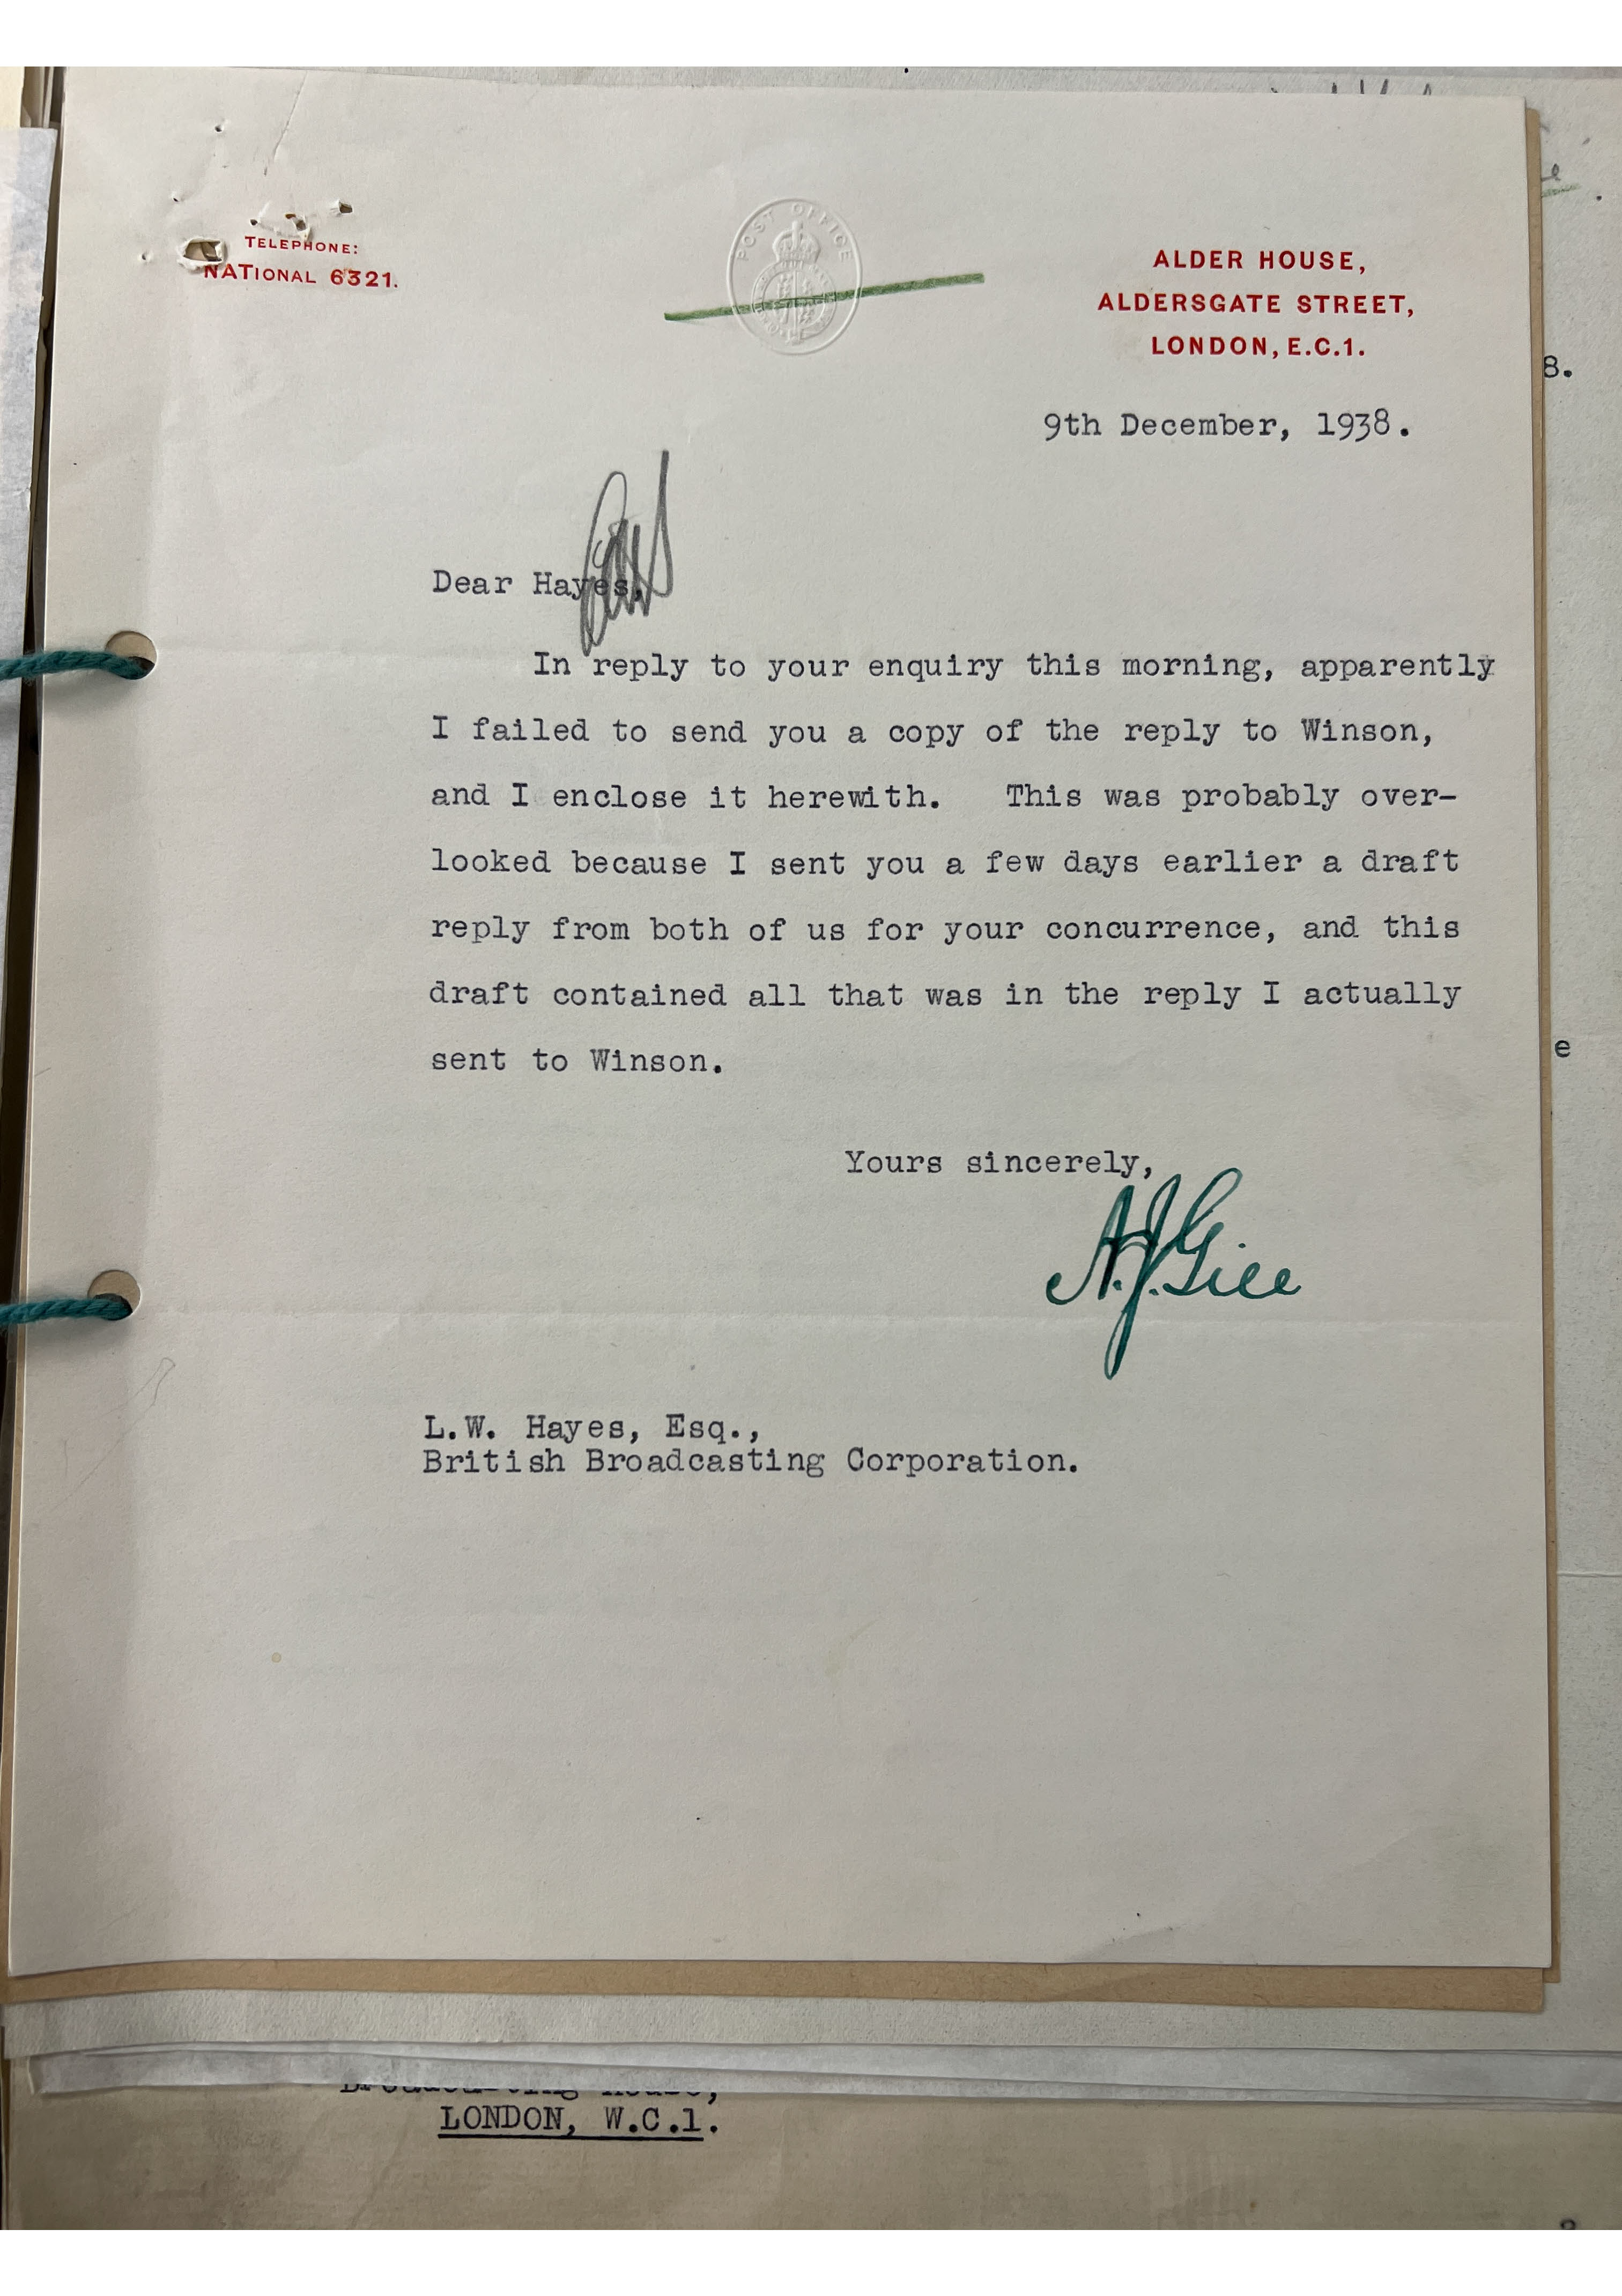 TELEPHONE:
NATIONAL 6321.
POST OFFICE
ALDER HOUSE,
ALDERSGATE STREET,
LONDON, E.C.1.
8.
9th December, 1938.
Dear Hayes,
In reply to your enquiry this morning, apparently
I failed to send you a copy of the reply to Winson,
and I enclose it herewith. This was probably over-
looked because I sent you a few days earlier a draft
reply from both of us for your concurrence, and this
draft contained all that was in the reply I actually
sent to Winson.
e
Yours sincerely,
A.J.Gill
L.W. Hayes, Esq.,
British Broadcasting Corporation.
LONDON, W.C.1.